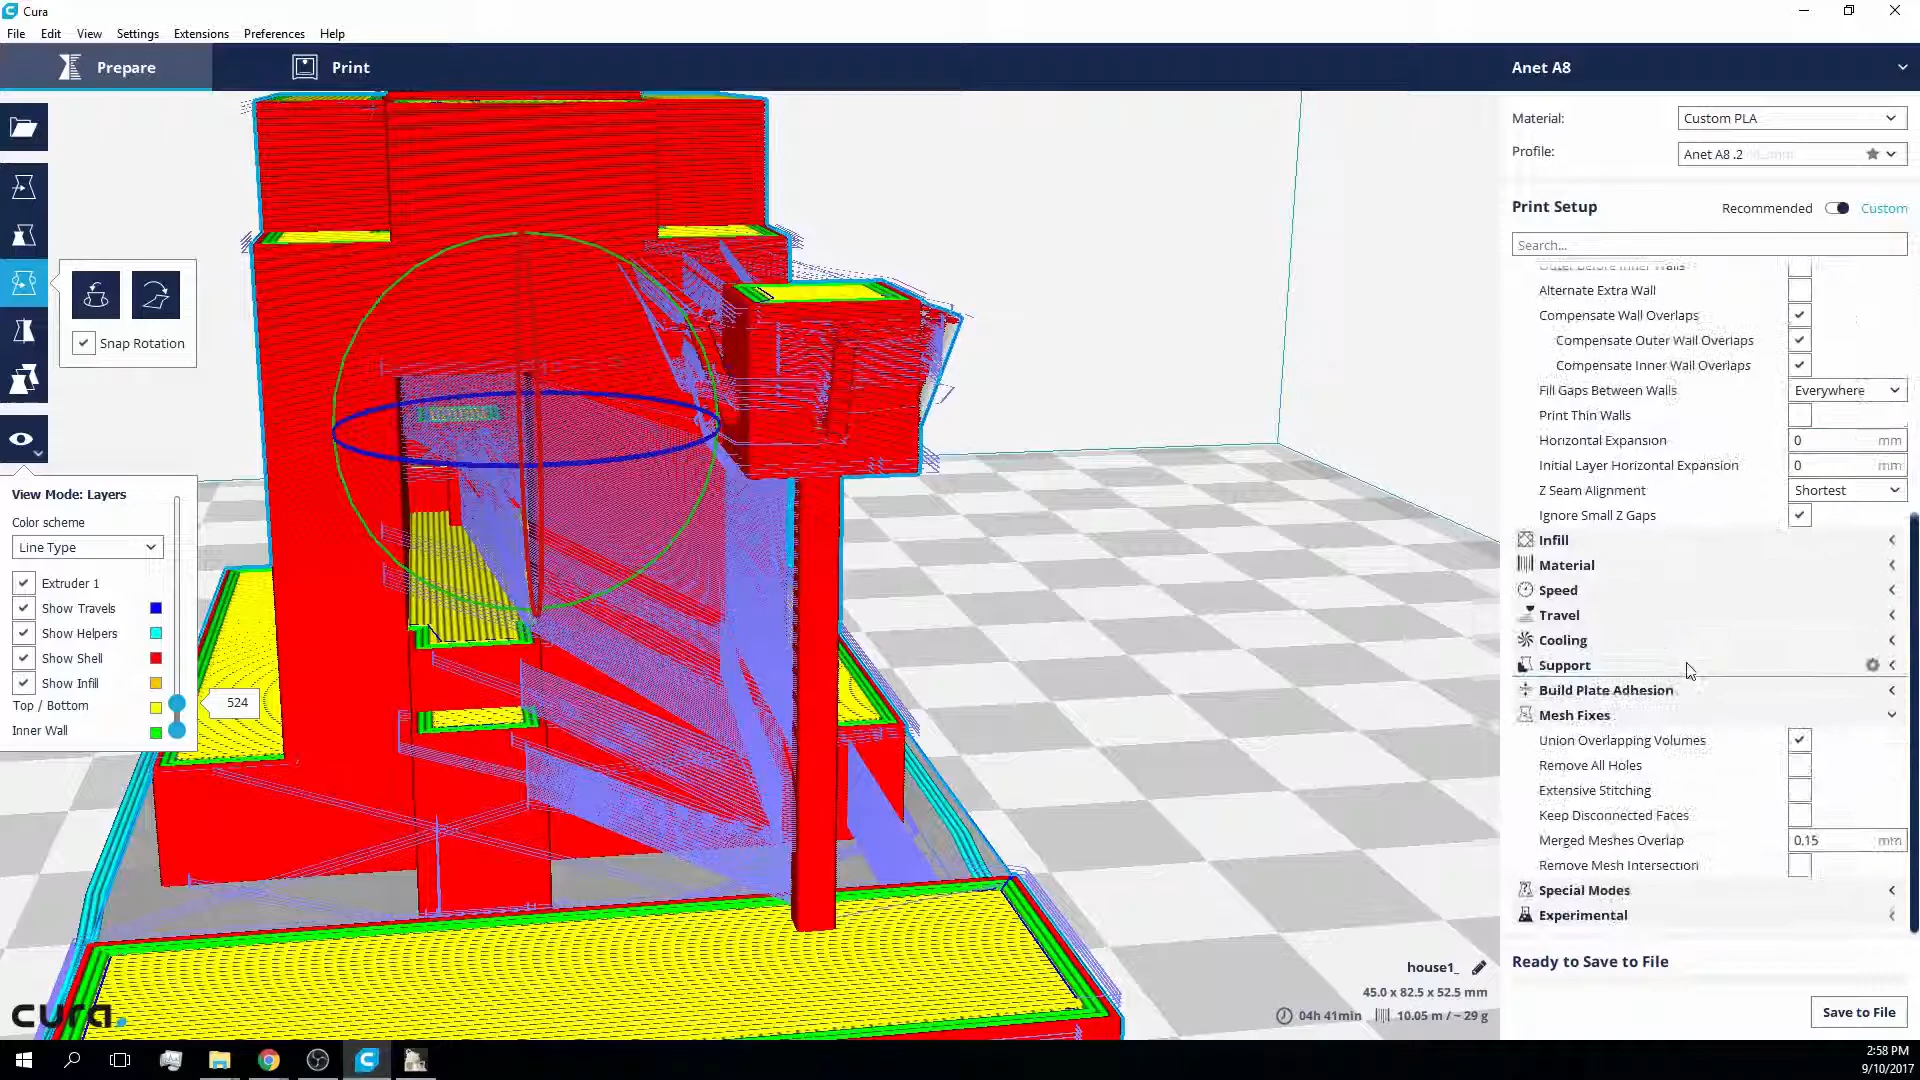 Cura
File Edit View Settings Extensions Preferences Help
Prepare
Print
Anet A8
Material:
Custom PLA
Profile:
Anet A8 .2
Print Setup
Recommended
Custom
Search...
Outer Before Inner Walls
Alternate Extra Wall
Compensate Wall Overlaps
Compensate Outer Wall Overlaps
Compensate Inner Wall Overlaps
Fill Gaps Between Walls
Everywhere
Print Thin Walls
Horizontal Expansion
0 mm
Initial Layer Horizontal Expansion
0 mm
Z Seam Alignment
Shortest
Ignore Small Z Gaps
Infill
Material
Speed
Travel
Cooling
Support
Build Plate Adhesion
Mesh Fixes
Union Overlapping Volumes
Remove All Holes
Extensive Stitching
Keep Disconnected Faces
Merged Meshes Overlap
0.15 mm
Remove Mesh Intersection
Special Modes
Experimental
Ready to Save to File
Save to File
Snap Rotation
View Mode: Layers
Color scheme
Line Type
Extruder 1
Show Travels
Show Helpers
Show Shell
Show Infill
Top / Bottom
Inner Wall
524
house1_
45.0 x 82.5 x 52.5 mm
04h 41min
10.05 m / ~ 29 g
cura.
2:58 PM
9/10/2017